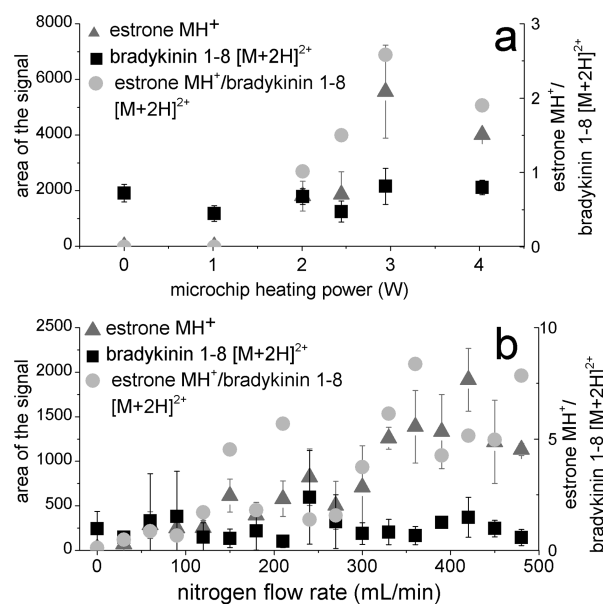 a
estrone MH+
bradykinin 1-8 [M+2H]2+
estrone MH+/bradykinin 1-8
[M+2H]2+
area of the signal
8000
6000
4000
2000
0
3
2
1
0
estrone MH+/
bradykinin 1-8 [M+2H]2+
0 1 2 3 4
microchip heating power (W)
b
estrone MH+
bradykinin 1-8 [M+2H]2+
estrone MH+/bradykinin 1-8
[M+2H]2+
area of the signal
2500
2000
1500
1000
500
0
10
5
0
estrone MH+/
bradykinin 1-8 [M+2H]2+
0 100 200 300 400 500
nitrogen flow rate (mL/min)